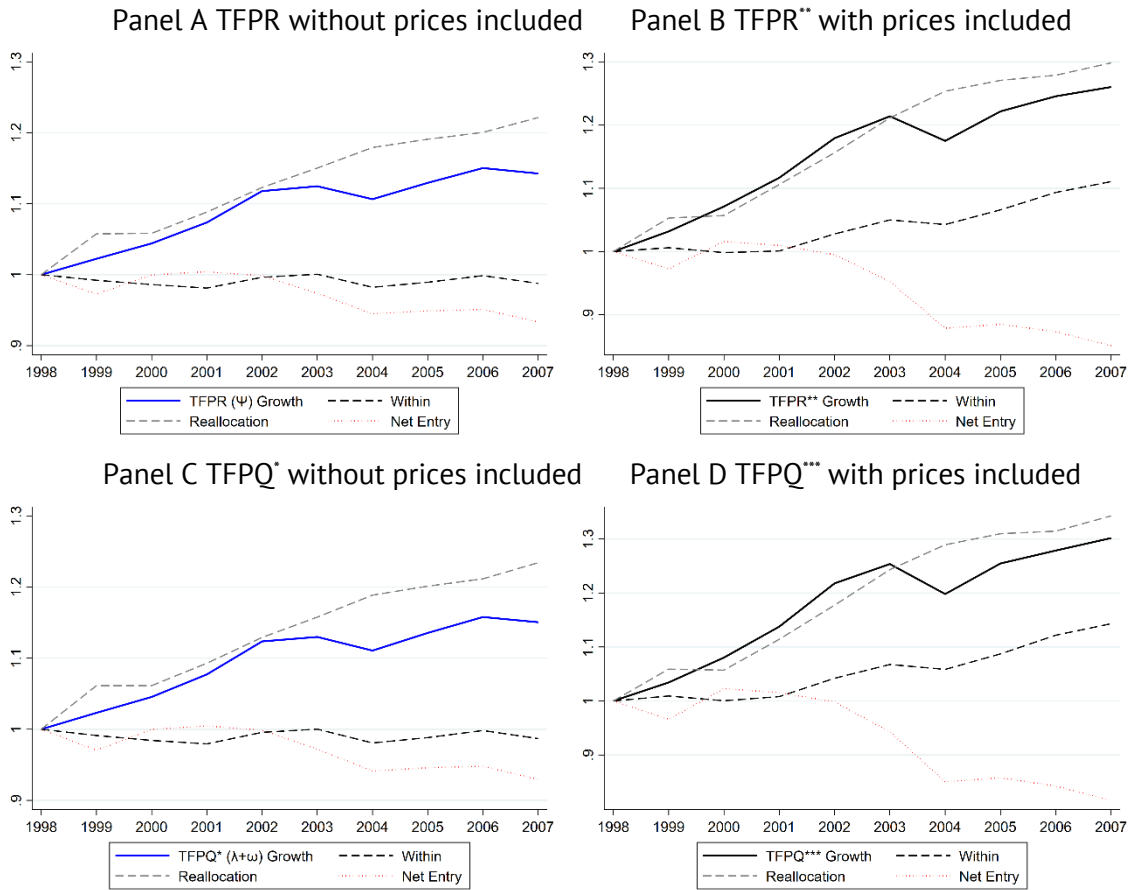 Panel A TFPR without prices included
Panel B TFPR** with prices included
1.3
1.2
1.1
1
.9
1998 1999 2000 2001 2002 2003 2004 2005 2006 2007
TFPR (Ψ) Growth Within
Reallocation Net Entry
1.3
1.2
1.1
1
.9
1998 1999 2000 2001 2002 2003 2004 2005 2006 2007
TFPR** Growth Within
Reallocation Net Entry
Panel C TFPQ* without prices included
Panel D TFPQ*** with prices included
1.3
1.2
1.1
1
.9
1998 1999 2000 2001 2002 2003 2004 2005 2006 2007
TFPQ* (λ+ω) Growth Within
Reallocation Net Entry
1.3
1.2
1.1
1
.9
1998 1999 2000 2001 2002 2003 2004 2005 2006 2007
TFPQ*** Growth Within
Reallocation Net Entry